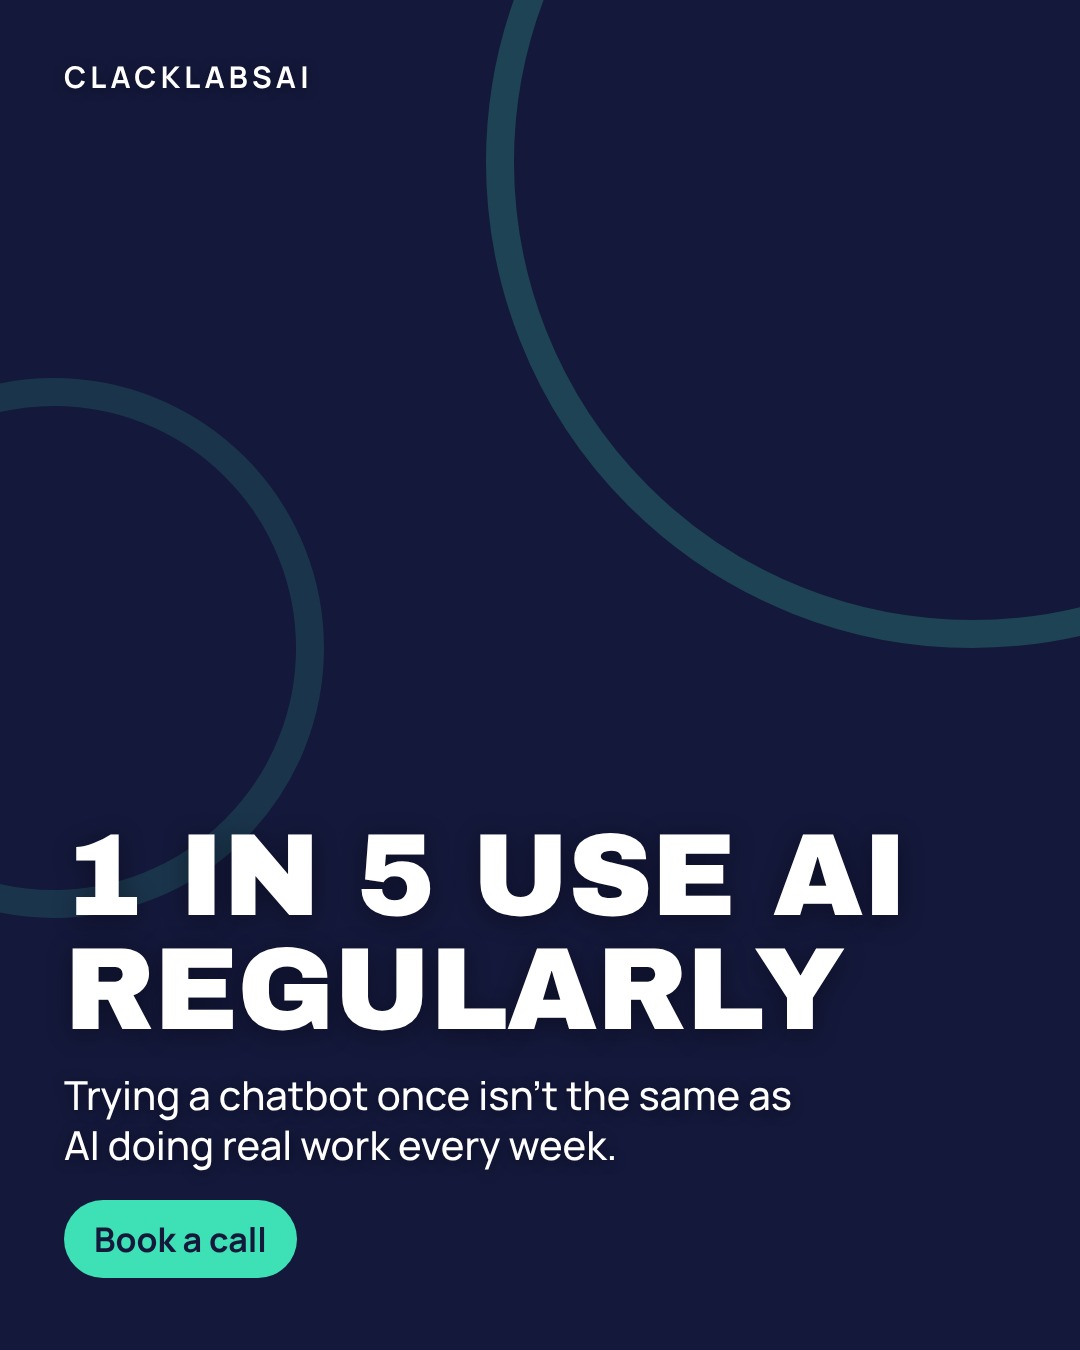 CLACKLABSAI
1 IN 5 USE AI
REGULARLY
Trying a chatbot once isn’t the same as
AI doing real work every week.
Book a call